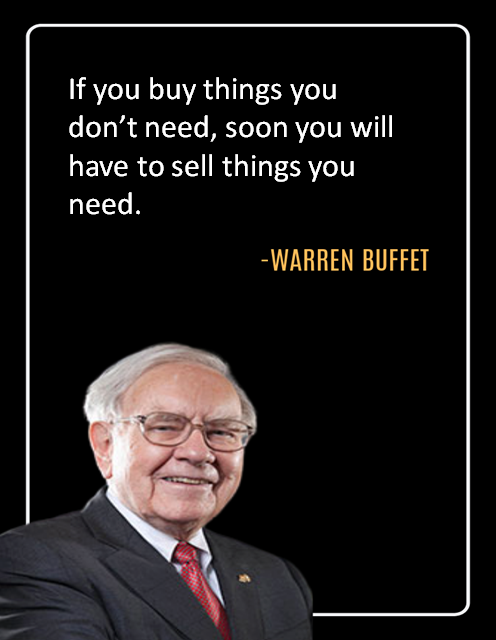 If you buy things you
don’t need, soon you will
have to sell things you
need.
-WARREN BUFFET